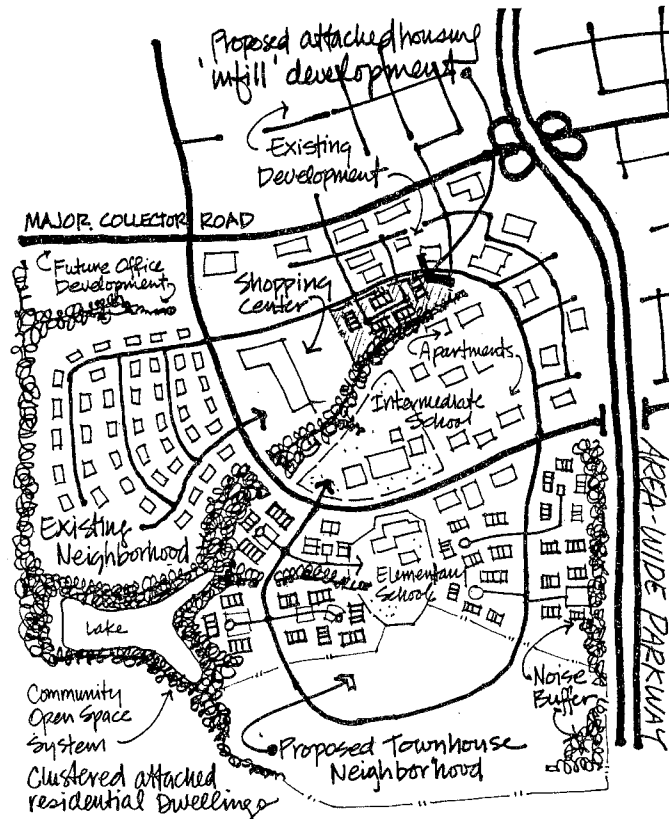 Proposed attached housing
'infill' development
Existing
Development
MAJOR COLLECTOR ROAD
Future Office
Development
Shopping
Center
Apartments
Intermediate
School
AREA-WIDE PARKWAY
Existing
Neighborhood
Elementary
School
Lake
Community
Open Space
System
Noise
Buffer
Proposed Townhouse
Neighborhood
Clustered attached
residential Dwellings